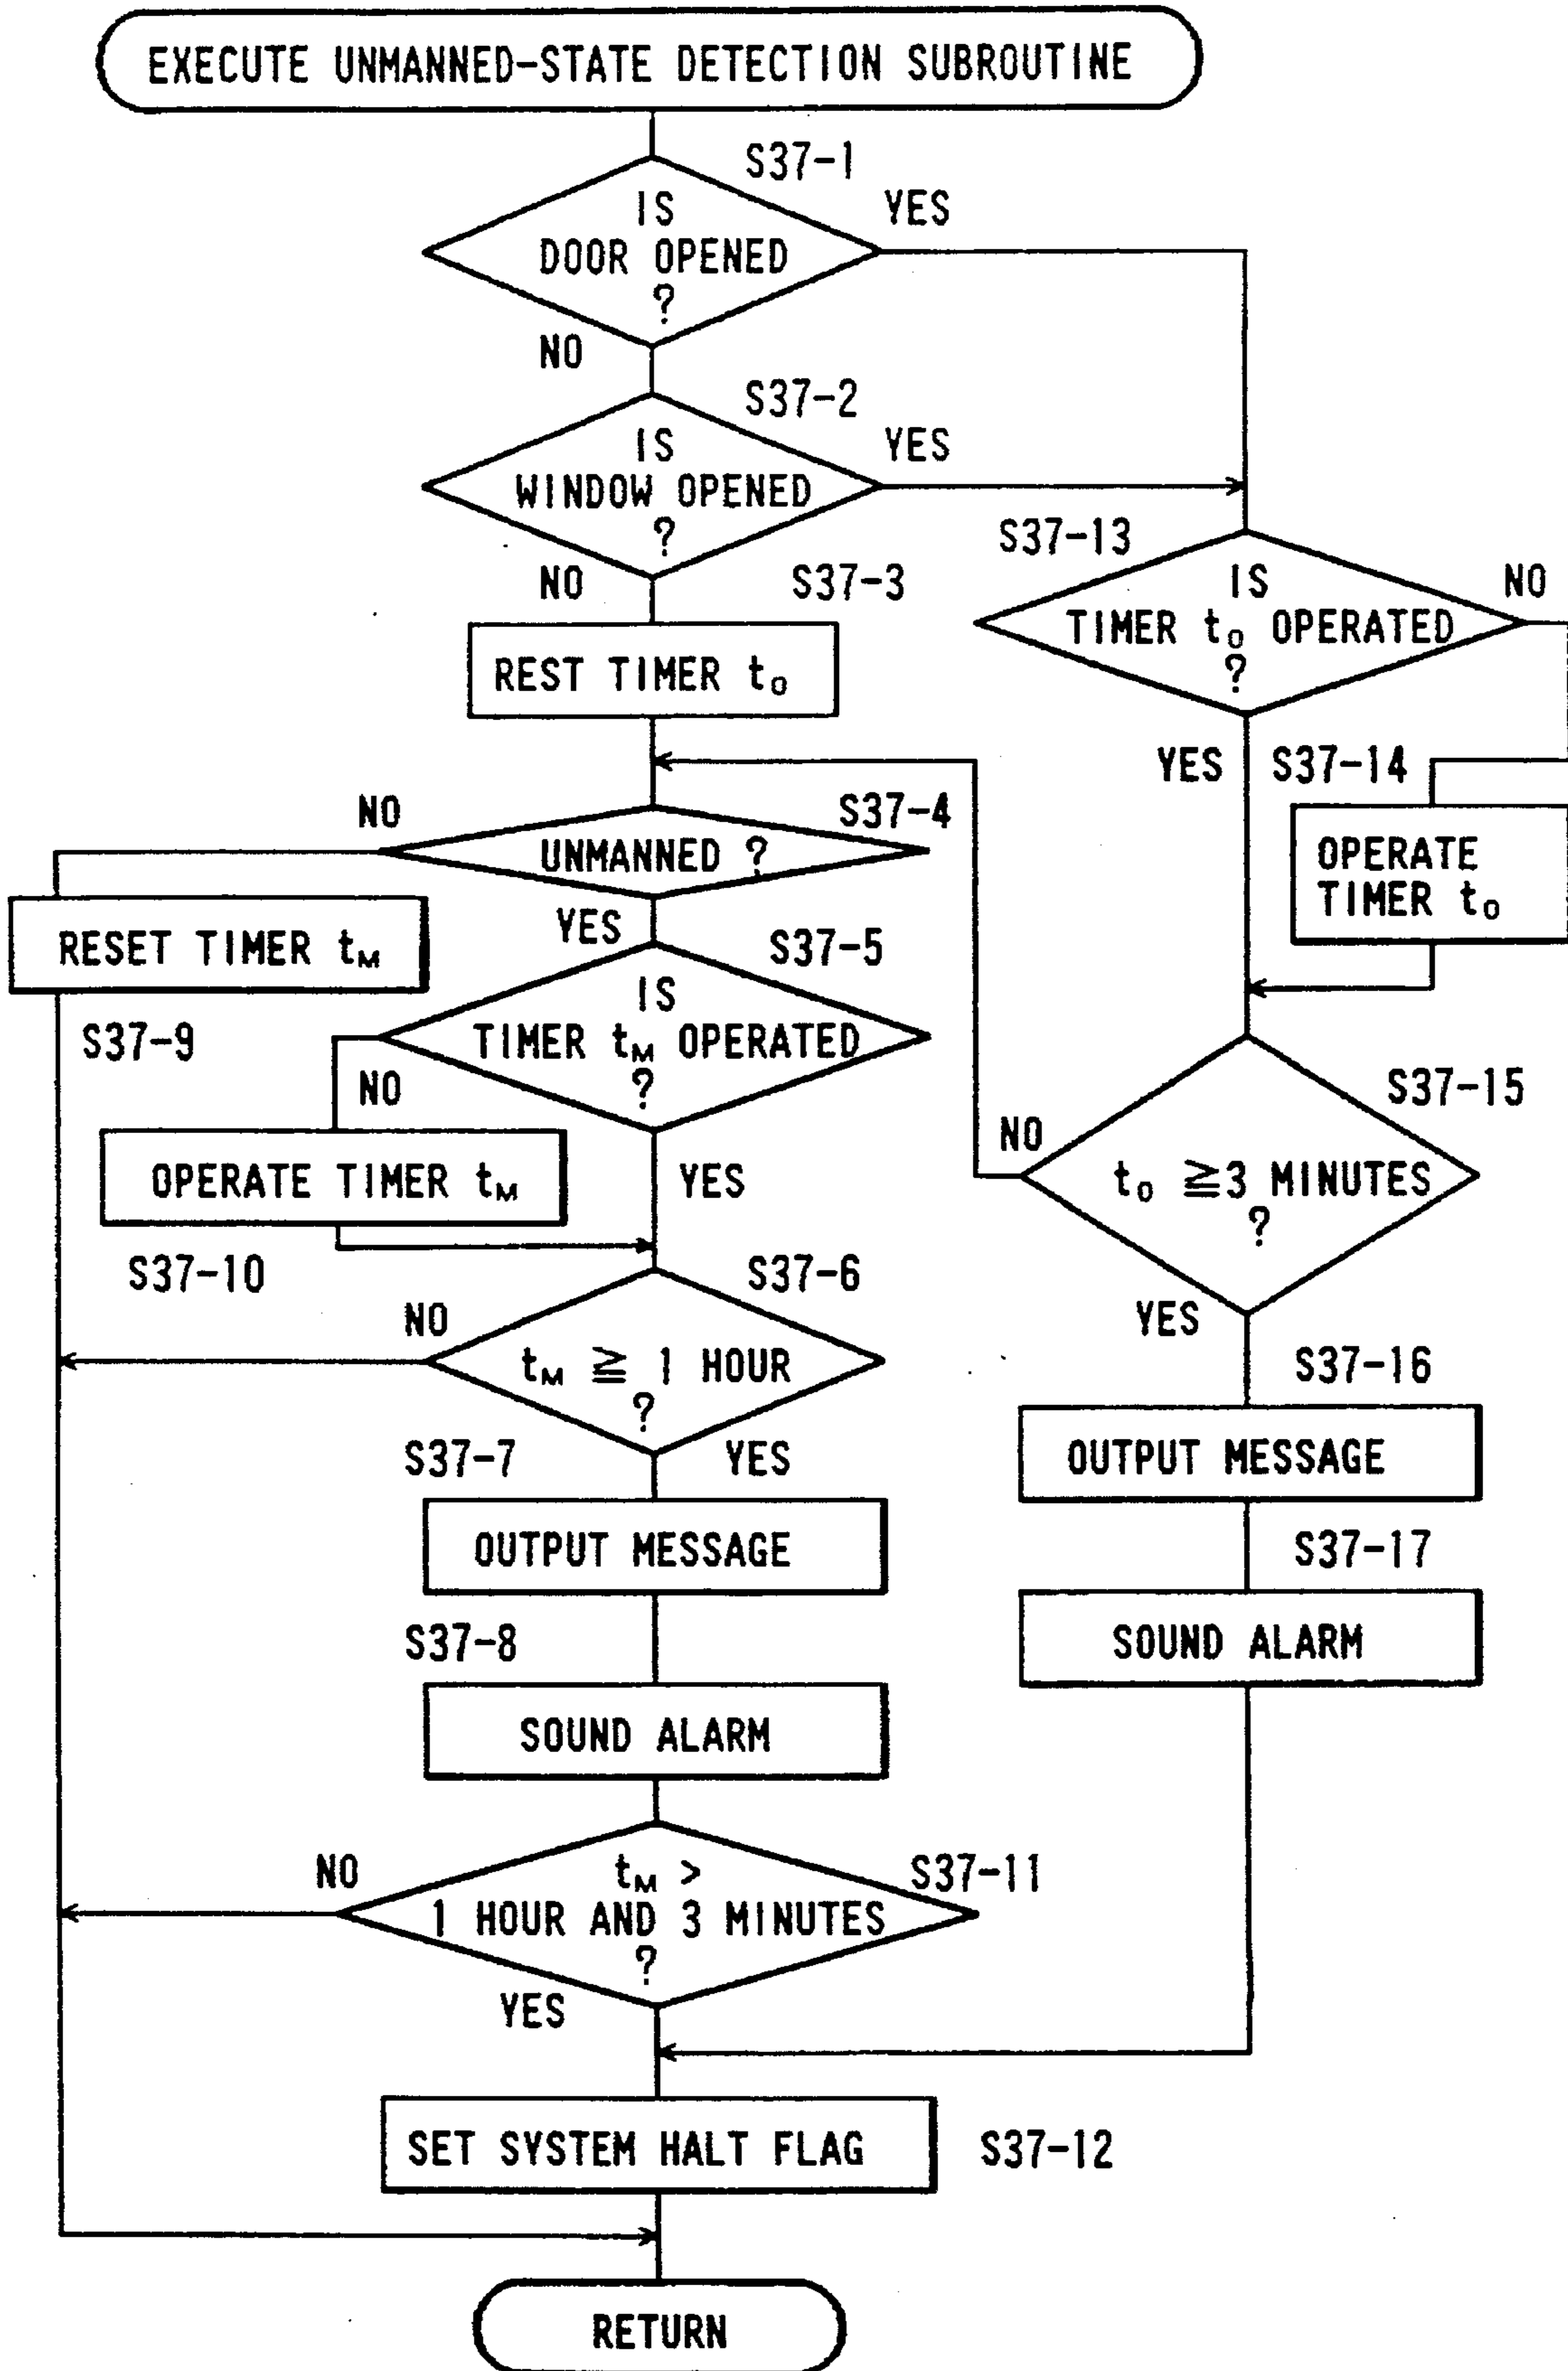 EXECUTE UNMANNED-STATE DETECTION SUBROUTINE
S37-1
IS
DOOR OPENED
?
YES
NO
S37-2
IS
WINDOW OPENED
?
YES
NO
S37-3
REST TIMER t₀
S37-13
IS
TIMER t₀ OPERATED
?
NO
YES
S37-14
OPERATE
TIMER t₀
S37-4
UNMANNED ?
NO
YES
RESET TIMER tM
S37-9
S37-5
IS
TIMER tM OPERATED
?
NO
YES
OPERATE TIMER tM
S37-10
S37-15
t₀ ≧3 MINUTES
?
NO
YES
S37-6
tM ≧ 1 HOUR
?
NO
YES
S37-7
OUTPUT MESSAGE
S37-8
SOUND ALARM
S37-16
OUTPUT MESSAGE
S37-17
SOUND ALARM
S37-11
tM >
1 HOUR AND 3 MINUTES
?
NO
YES
SET SYSTEM HALT FLAG
S37-12
RETURN